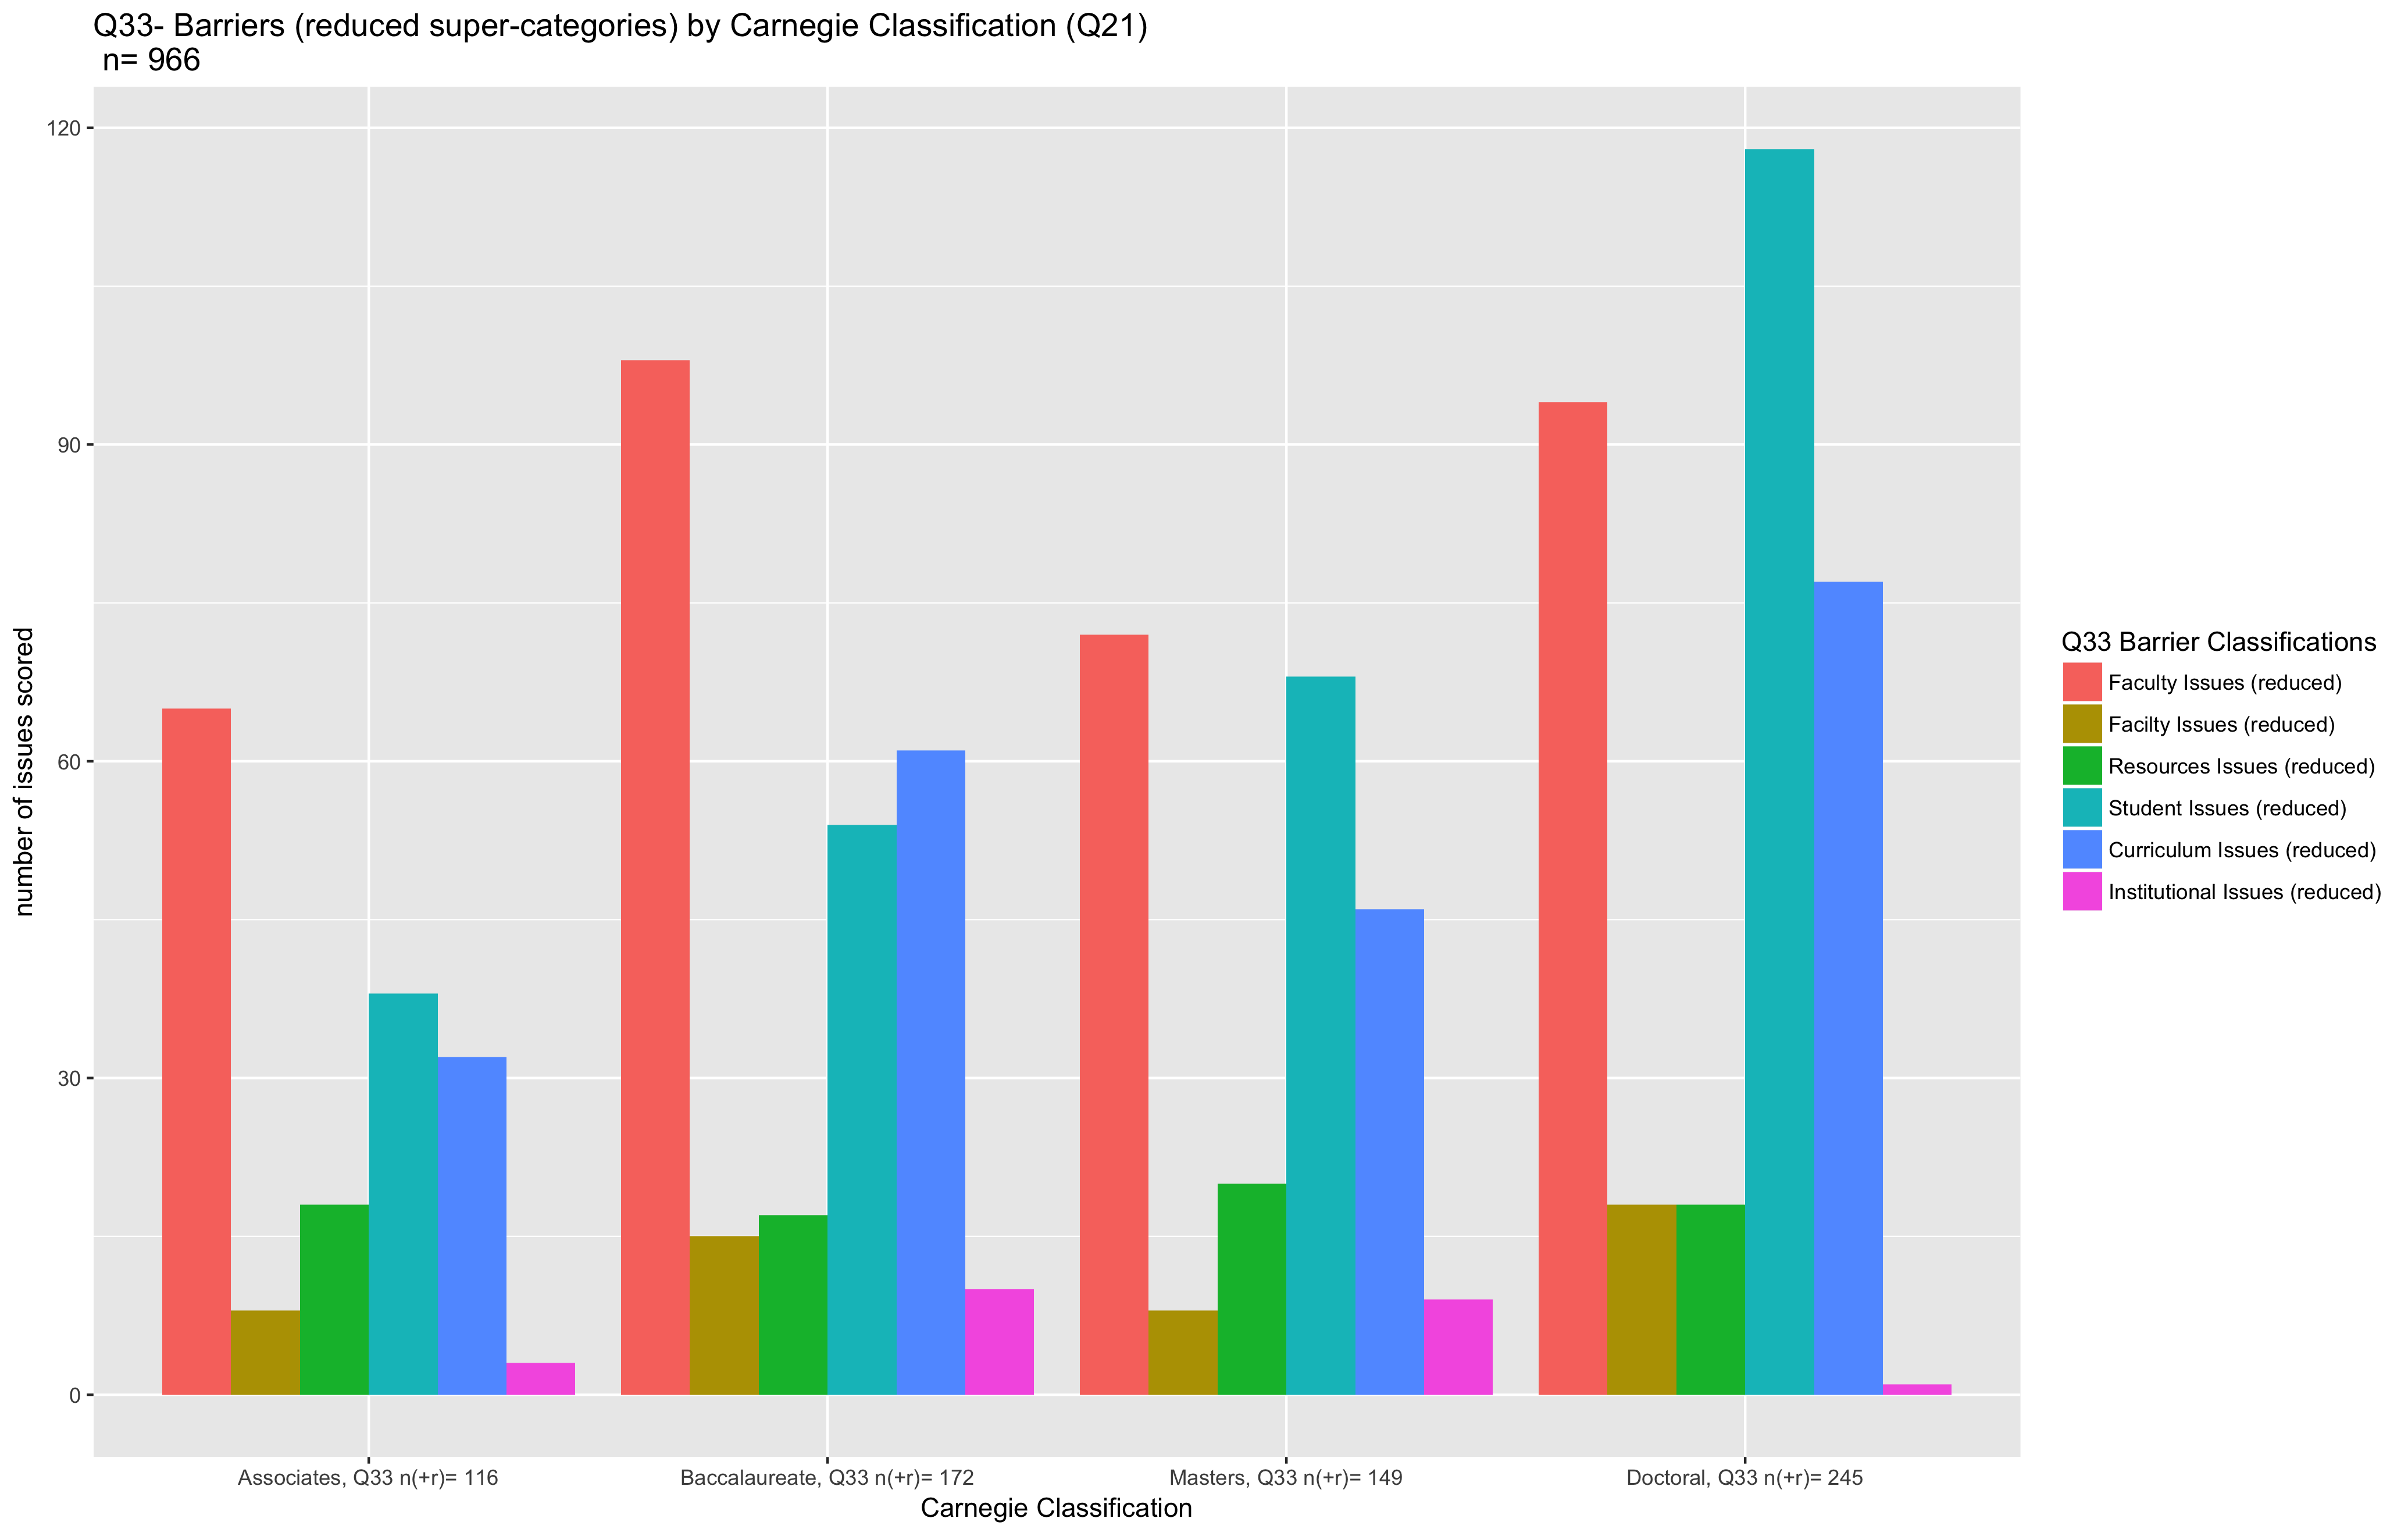 Q33- Barriers (reduced super-categories) by Carnegie Classification (Q21)
n= 966
number of issues scored
120
90
60
30
0
Associates, Q33 n(+r)= 116
Baccalaureate, Q33 n(+r)= 172
Masters, Q33 n(+r)= 149
Doctoral, Q33 n(+r)= 245
Carnegie Classification
Q33 Barrier Classifications
Faculty Issues (reduced)
Facilty Issues (reduced)
Resources Issues (reduced)
Student Issues (reduced)
Curriculum Issues (reduced)
Institutional Issues (reduced)